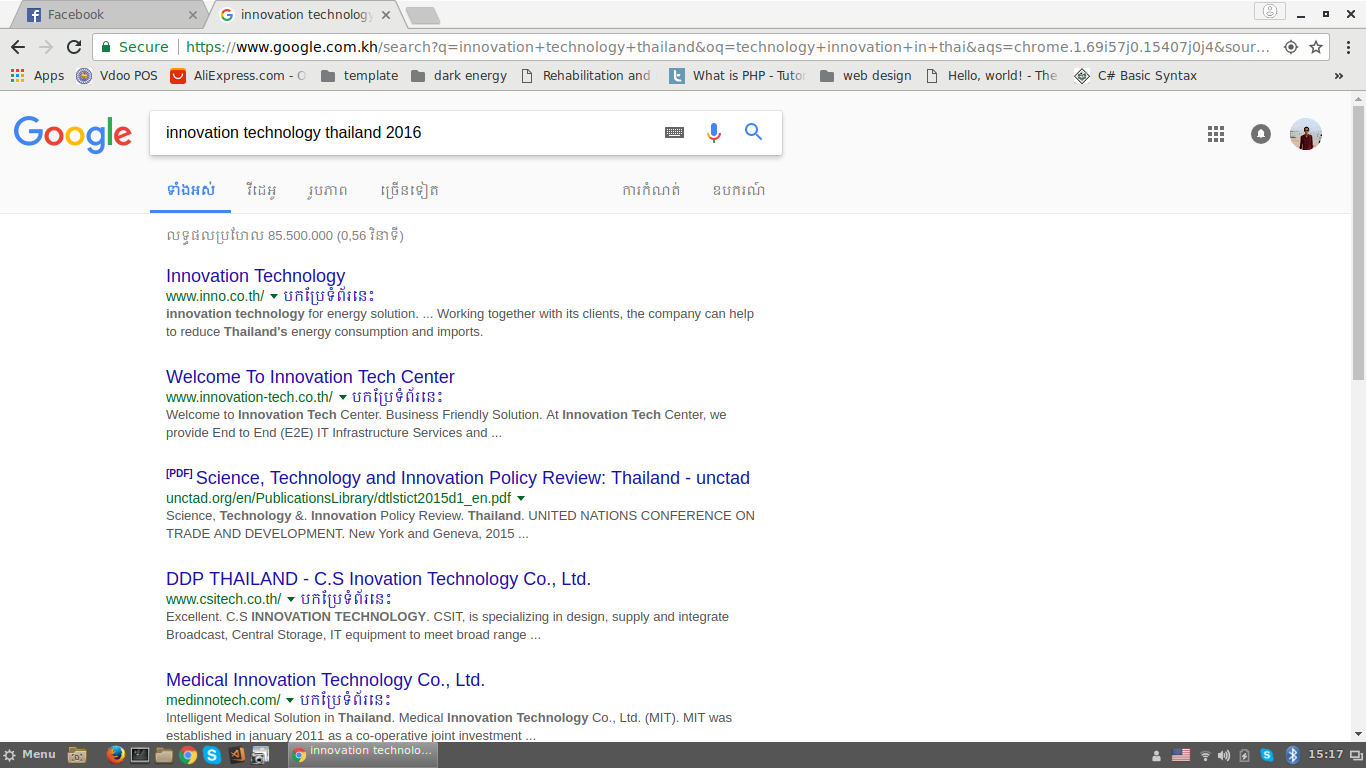 Facebook
innovation technology
Secure
https://www.google.com.kh/search?q=innovation+technology+thailand&oq=technology+innovation+in+thai&aqs=chrome.1.69i57j0.15407j0j4&sour...
Apps Vdoo POS AliExpress.com - template dark energy Rehabilitation and What is PHP - Tutor web design Hello, world! - The C# Basic Syntax »
Google
innovation technology thailand 2016
ទាំងអស់ វីដេអូ រូបភាព ច្រើនទៀត ការកំណត់ ឧបករណ៍
លទ្ធផលប្រហែល 85.500.000 (0,56 វិនាទី)
Innovation Technology
www.inno.co.th/ បកប្រែទំព័រនេះ
innovation technology for energy solution. ... Working together with its clients, the company can help
to reduce Thailand's energy consumption and imports.
Welcome To Innovation Tech Center
www.innovation-tech.co.th/ បកប្រែទំព័រនេះ
Welcome to Innovation Tech Center. Business Friendly Solution. At Innovation Tech Center, we
provide End to End (E2E) IT Infrastructure Services and ...
[PDF] Science, Technology and Innovation Policy Review: Thailand - unctad
unctad.org/en/PublicationsLibrary/dtlstict2015d1_en.pdf
Science, Technology &. Innovation Policy Review. Thailand. UNITED NATIONS CONFERENCE ON
TRADE AND DEVELOPMENT. New York and Geneva, 2015 ...
DDP THAILAND - C.S Inovation Technology Co., Ltd.
www.csitech.co.th/ បកប្រែទំព័រនេះ
Excellent. C.S INNOVATION TECHNOLOGY. CSIT, is specializing in design, supply and integrate
Broadcast, Central Storage, IT equipment to meet broad range ...
Medical Innovation Technology Co., Ltd.
medinnotech.com/ បកប្រែទំព័រនេះ
Intelligent Medical Solution in Thailand. Medical Innovation Technology Co., Ltd. (MIT). MIT was
established in january 2011 as a co-operative joint investment ...
Menu
innovation technolo...
15:17